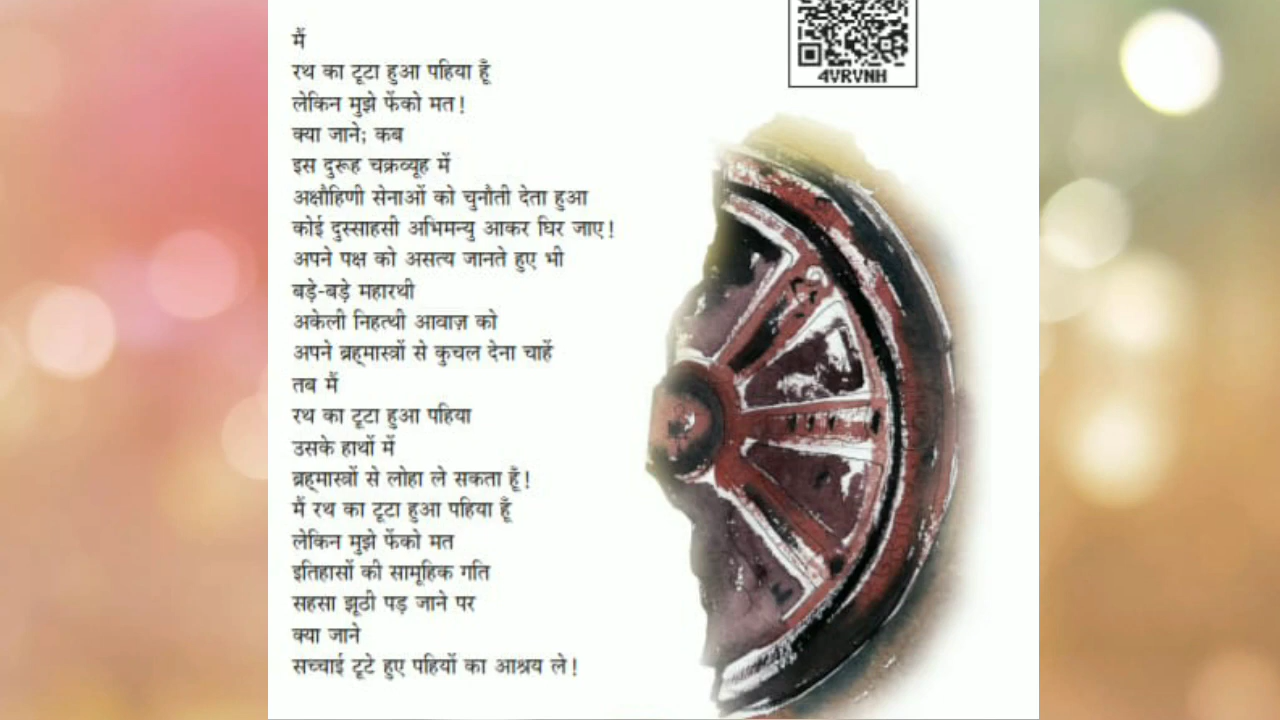 मैं
रथ का टूटा हुआ पहिया हूँ
लेकिन मुझे फेंको मत!
क्या जाने; कब
इस दुरूह चक्रव्यूह में
अक्षौहिणी सेनाओं को चुनौती देता हुआ
कोई दुस्साहसी अभिमन्यु आकर घिर जाए!
अपने पक्ष को असत्य जानते हुए भी
बड़े-बड़े महारथी
अकेली निहत्थी आवाज़ को
अपने ब्रह्‌मास्त्रों से कुचल देना चाहें
तब मैं
रथ का टूटा हुआ पहिया
उसके हाथों में
ब्रह्‌मास्त्रों से लोहा ले सकता हूँ!
मैं रथ का टूटा हुआ पहिया हूँ
लेकिन मुझे फेंको मत
इतिहासों की सामूहिक गति
सहसा झूठी पड़ जाने पर
क्या जाने
सच्चाई टूटे हुए पहियों का आश्रय ले!
4VRVNH